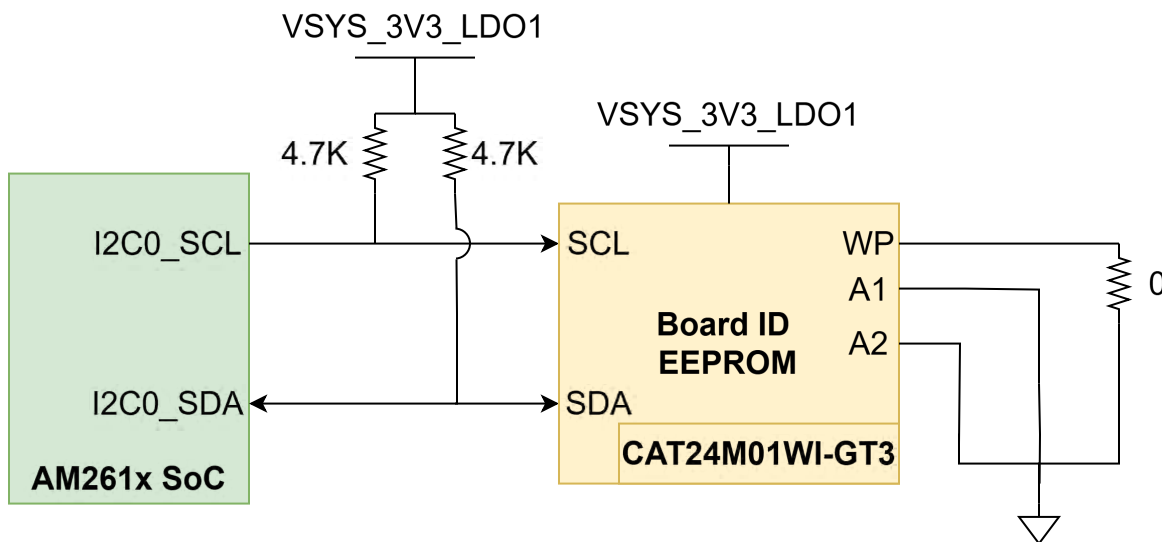 VSYS_3V3_LDO1
VSYS_3V3_LDO1
4.7K
4.7K
I2C0_SCL
SCL
WP
0
A1
Board ID
EEPROM
A2
I2C0_SDA
SDA
CAT24M01WI-GT3
AM261x SoC